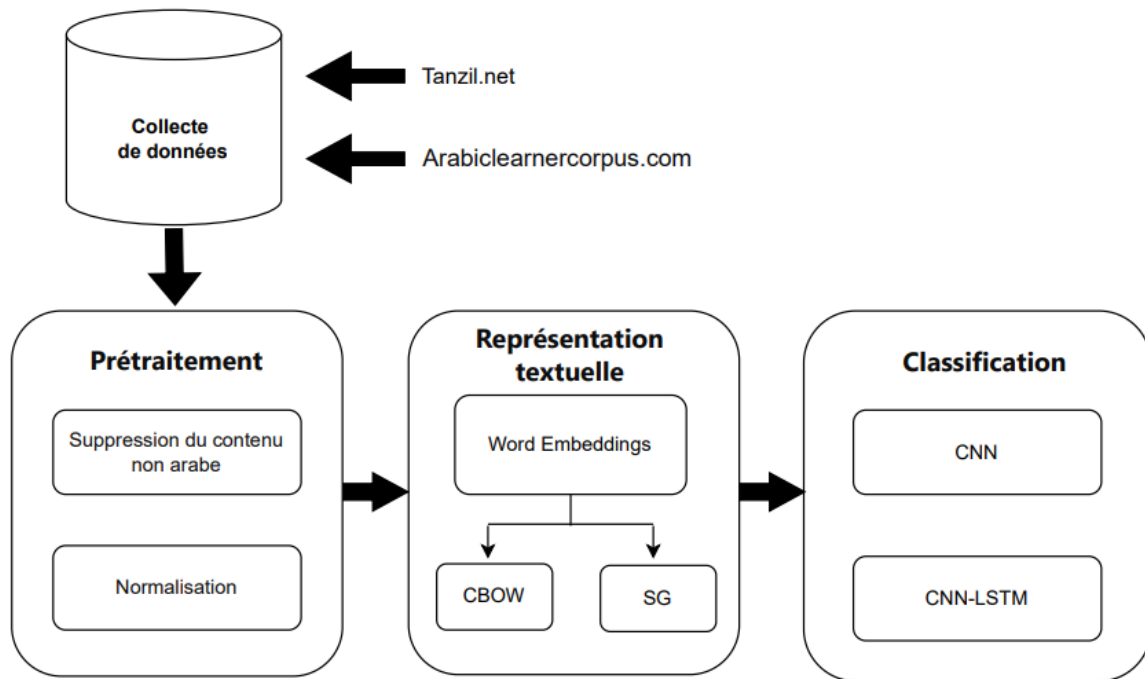 Collecte
de données
Tanzil.net
Arabiclearnercorpus.com
Prétraitement
Suppression du contenu
non arabe
Normalisation
Représentation
textuelle
Word Embeddings
CBOW
SG
Classification
CNN
CNN-LSTM